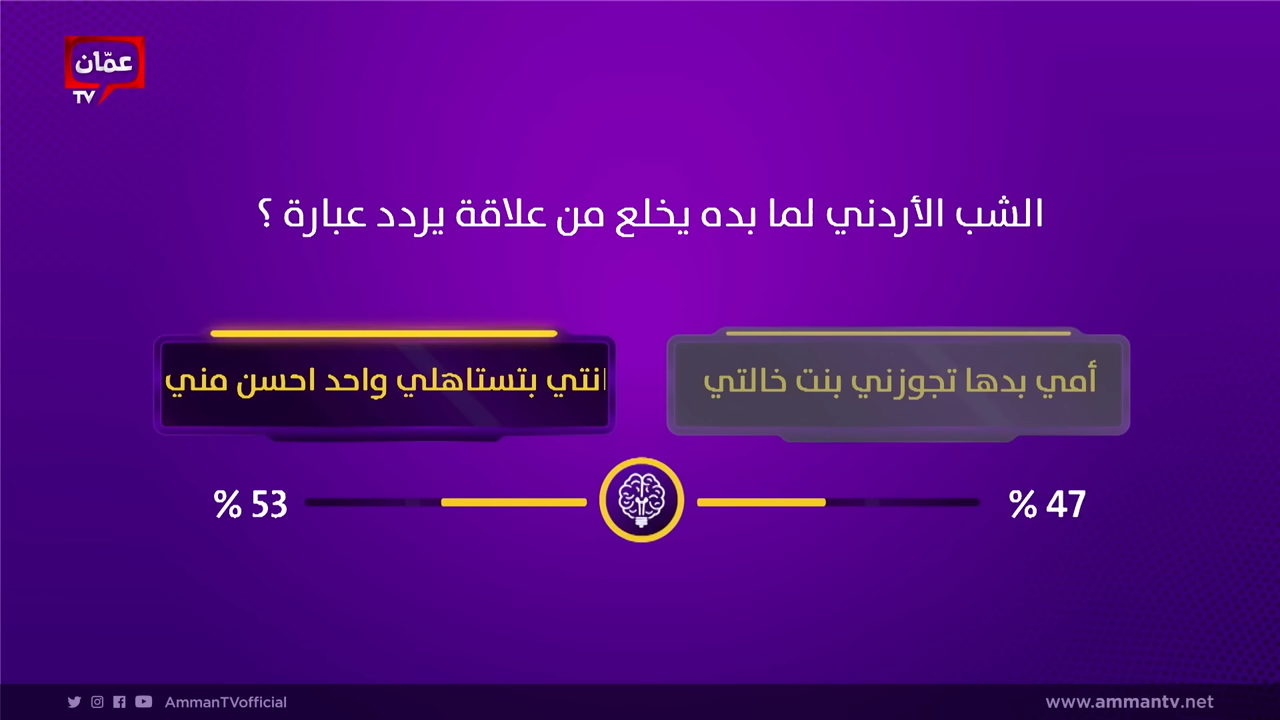 عمّان
TV
الشب الأردني لما بده يخلع من علاقة يردد عبارة ؟
أمي بدها تجوزني بنت خالتي
انتي بتستاهلي واحد احسن مني
% 47
% 53
AmmanTVofficial
www.ammantv.net